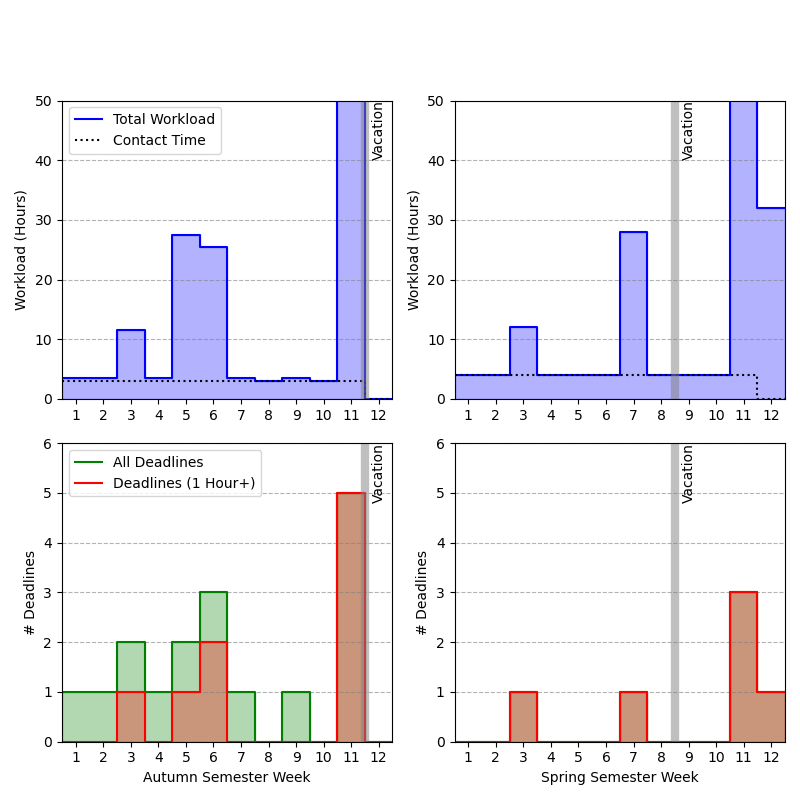 50
40
30
20
10
0
Workload (Hours)
Total Workload
Contact Time
Vacation
1 2 3 4 5 6 7 8 9 10 11 12
50
40
30
20
10
0
Workload (Hours)
Vacation
1 2 3 4 5 6 7 8 9 10 11 12
6
5
4
3
2
1
0
# Deadlines
All Deadlines
Deadlines (1 Hour+)
Vacation
1 2 3 4 5 6 7 8 9 10 11 12
Autumn Semester Week
6
5
4
3
2
1
0
# Deadlines
Vacation
1 2 3 4 5 6 7 8 9 10 11 12
Spring Semester Week